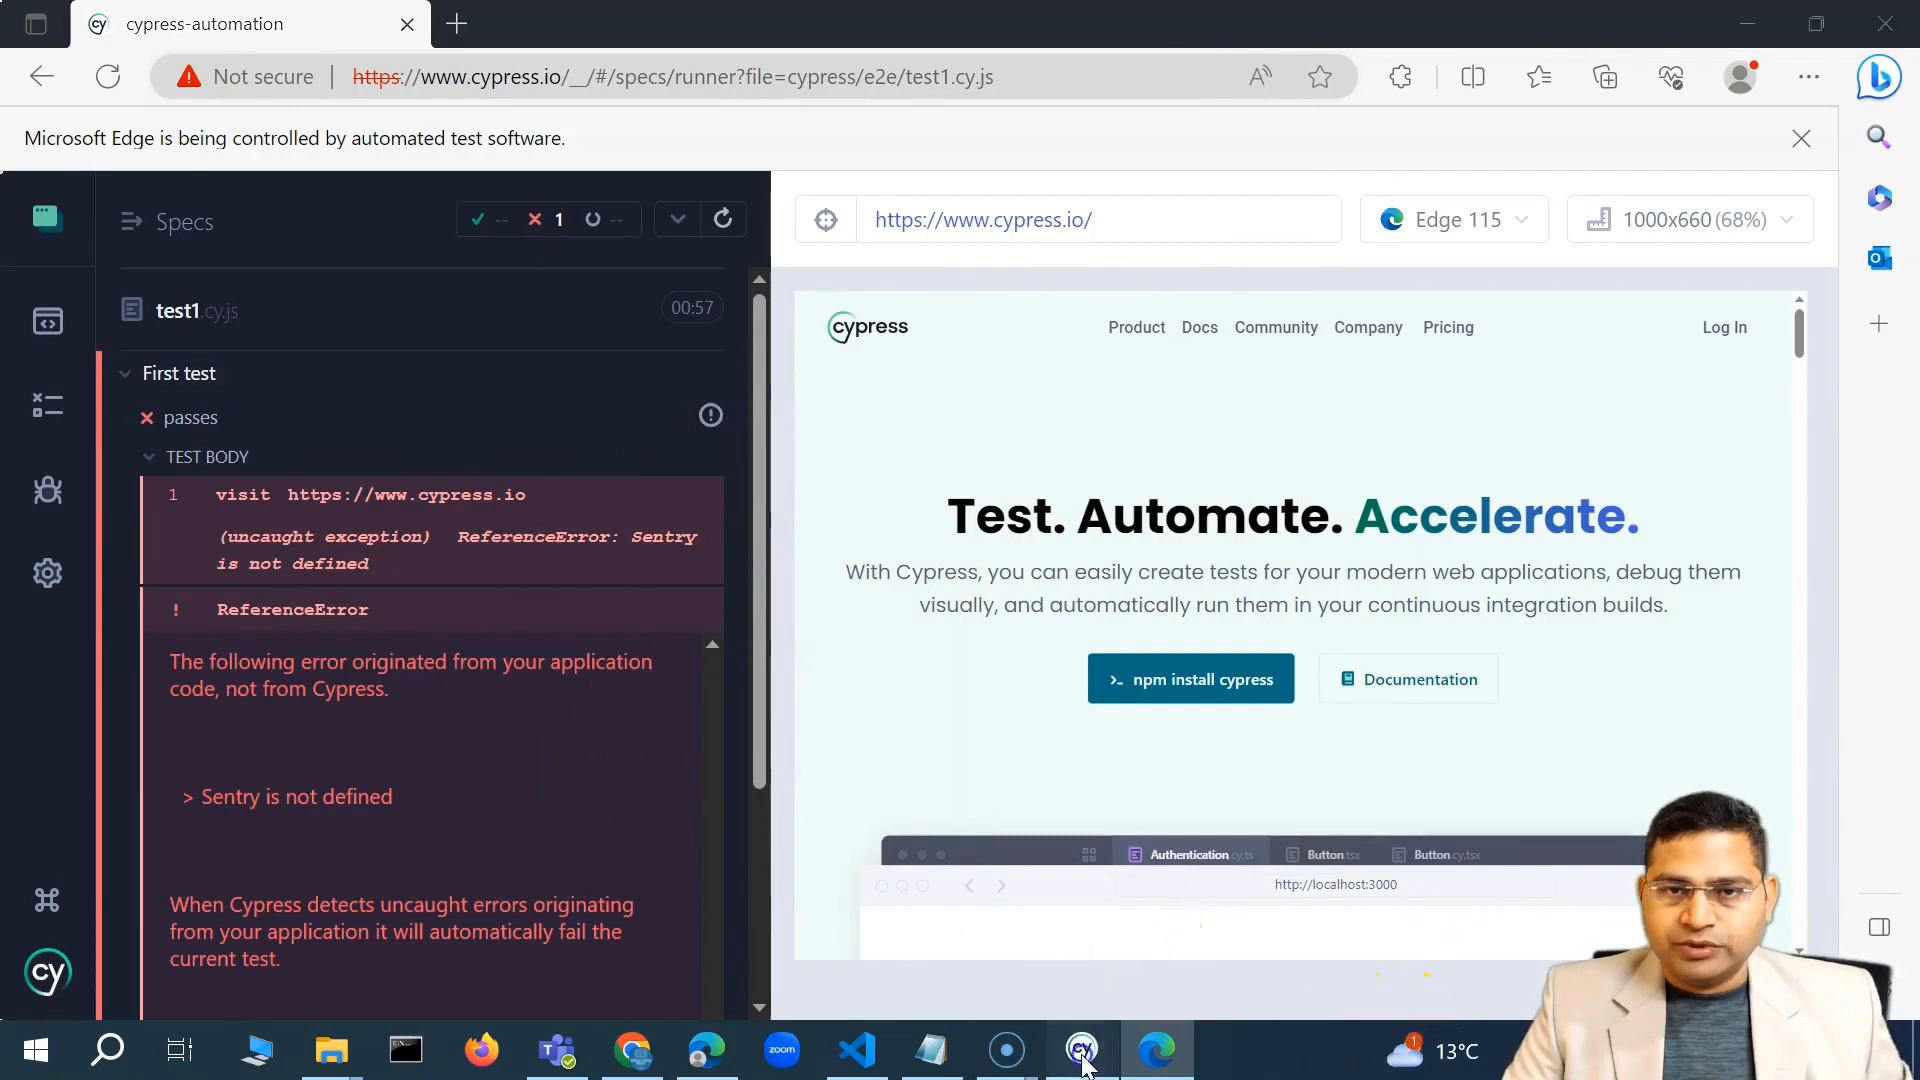 cypress-automation
Not secure
https://www.cypress.io/__/#/specs/runner?file=cypress/e2e/test1.cy.js
Microsoft Edge is being controlled by automated test software.
Specs
-- 1 --
https://www.cypress.io/
Edge 115
1000x660 (68%)
test1.cy.js
00:57
First test
passes
TEST BODY
1 visit https://www.cypress.io
(uncaught exception) ReferenceError: Sentry
is not defined
! ReferenceError
The following error originated from your application
code, not from Cypress.
> Sentry is not defined
When Cypress detects uncaught errors originating
from your application it will automatically fail the
current test.
cy
cypress
Product Docs Community Company Pricing
Log In
Test. Automate. Accelerate.
With Cypress, you can easily create tests for your modern web applications, debug them
visually, and automatically run them in your continuous integration builds.
>_ npm install cypress
Documentation
Authentication.cy.ts
Button.tsx
Button.cy.tsx
http://localhost:3000
zoom
1
13°C